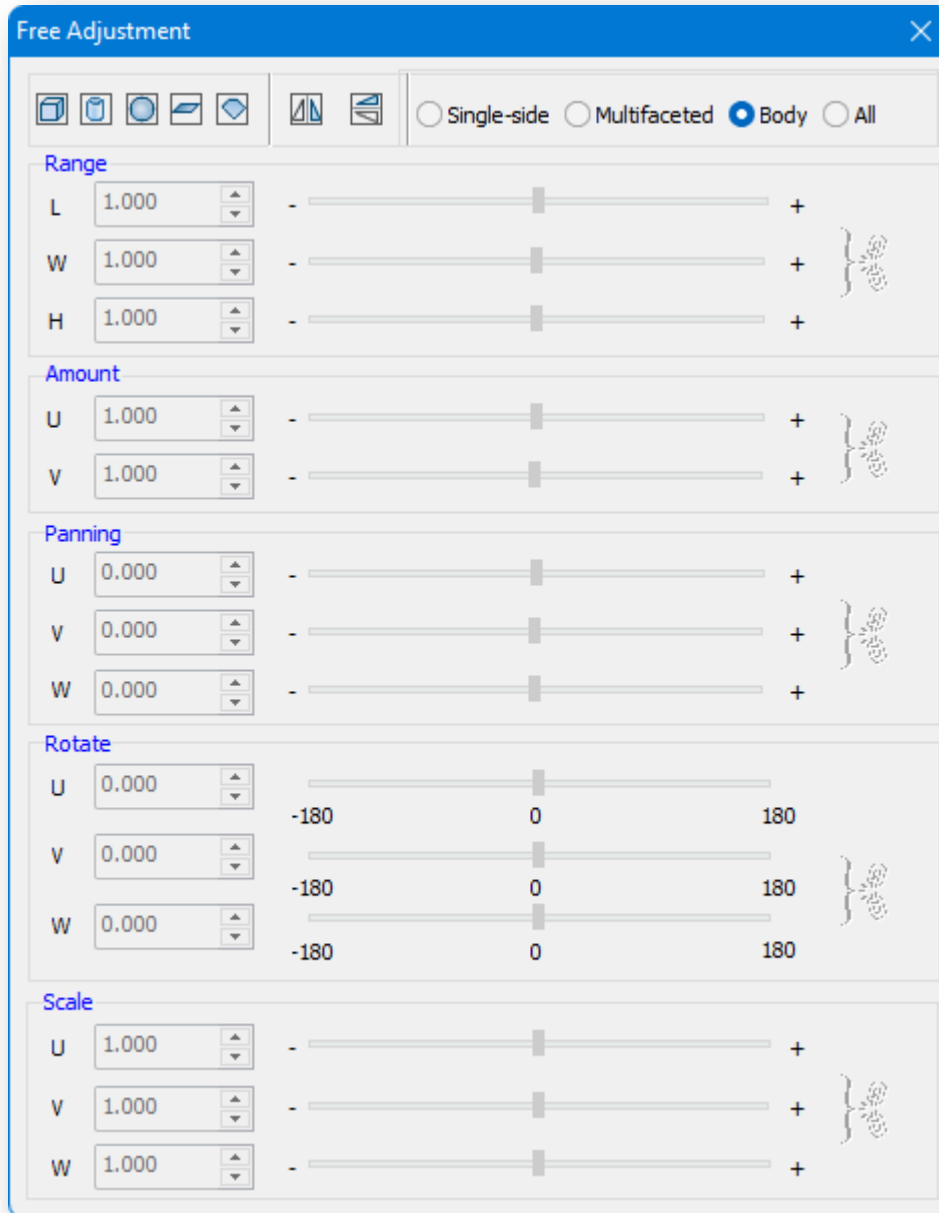 Free Adjustment
Single-side Multifaceted Body All
Range
L 1.000 - +
W 1.000 - +
H 1.000 - +
Amount
U 1.000 - +
V 1.000 - +
Panning
U 0.000 - +
V 0.000 - +
W 0.000 - +
Rotate
U 0.000
-180 0 180
V 0.000
-180 0 180
W 0.000
-180 0 180
Scale
U 1.000 - +
V 1.000 - +
W 1.000 - +